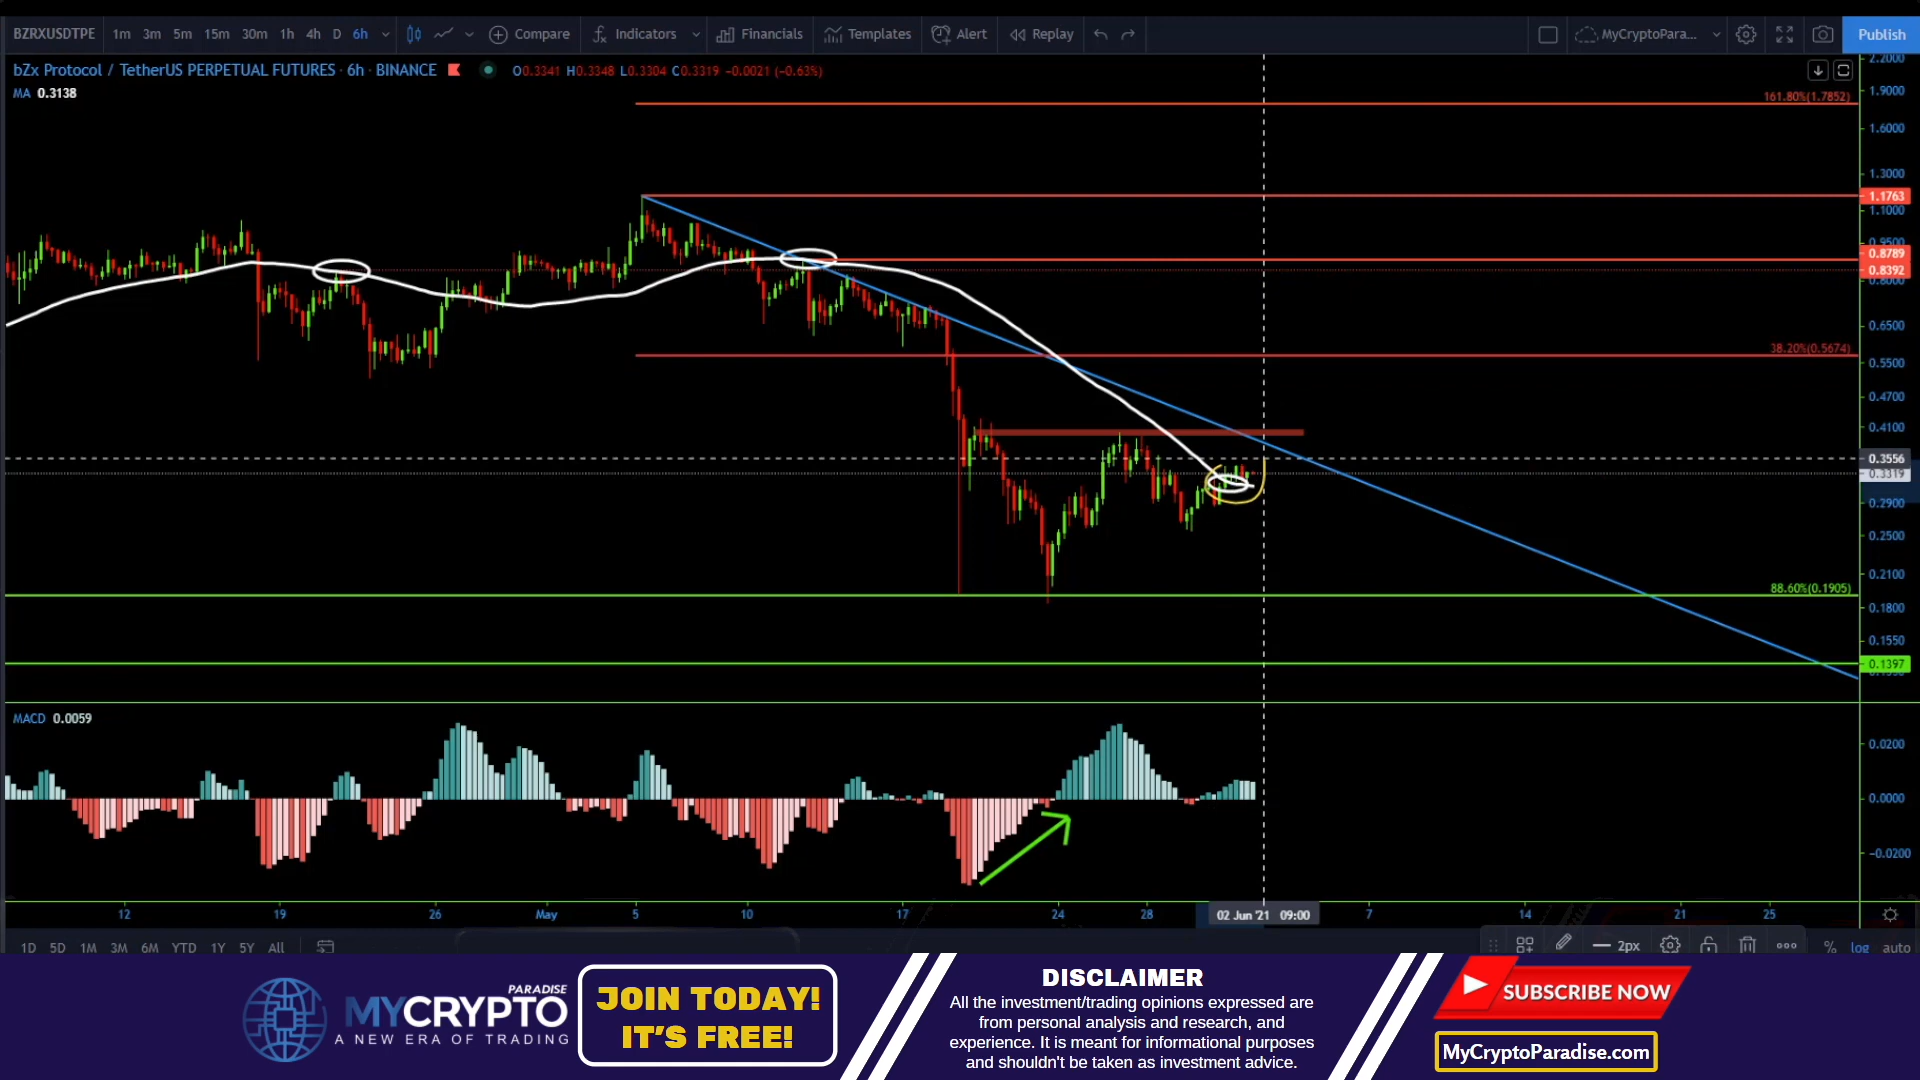 BZRXUSDTPE 1m 3m 5m 15m 30m 1h 4h D 6h Compare Indicators Financials Templates Alert Replay MyCryptoPara... Publish
bZx Protocol / TetherUS PERPETUAL FUTURES · 6h · BINANCE O0.3341 H0.3348 L0.3304 C0.3319 -0.0021 (-0.63%)
MA 0.3138
2.2000
1.9000
161.80%(1.7852)
1.6000
1.3000
1.1763
1.1000
0.9500
0.8789
0.8392
0.8000
0.6500
38.20%(0.5674)
0.5500
0.4700
0.4100
0.3556
0.3319
0.2900
0.2500
0.2100
88.60%(0.1905)
0.1800
0.1550
0.1397
MACD 0.0059
0.0200
0.0000
-0.0200
12 19 26 May 5 10 17 24 28 02 Jun '21 09:00 7 14 21 25
1D 5D 1M 3M 6M YTD 1Y 5Y All 2px % log auto
MYCRYPTO PARADISE
A NEW ERA OF TRADING
JOIN TODAY!
IT'S FREE!
DISCLAIMER
All the investment/trading opinions expressed are
from personal analysis and research, and
experience. It is meant for informational purposes
and shouldn't be taken as investment advice.
SUBSCRIBE NOW
MyCryptoParadise.com